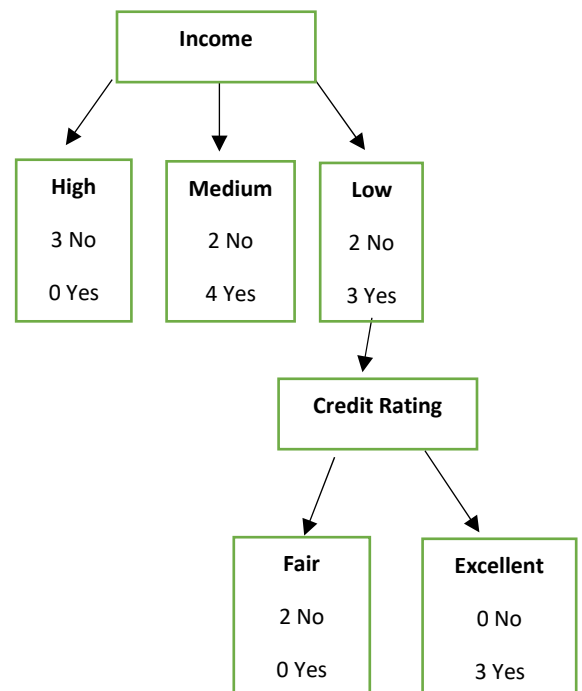 Income
High
3 No
0 Yes
Medium
2 No
4 Yes
Low
2 No
3 Yes
Credit Rating
Fair
2 No
0 Yes
Excellent
0 No
3 Yes